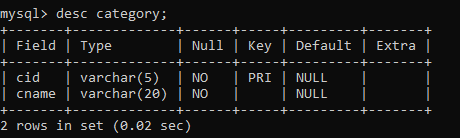 mysql> desc category;
+-------+-------------+------+-----+---------+-------+
| Field | Type        | Null | Key | Default | Extra |
+-------+-------------+------+-----+---------+-------+
| cid   | varchar(5)  | NO   | PRI | NULL    |       |
| cname | varchar(20) | NO   |     | NULL    |       |
+-------+-------------+------+-----+---------+-------+
2 rows in set (0.02 sec)